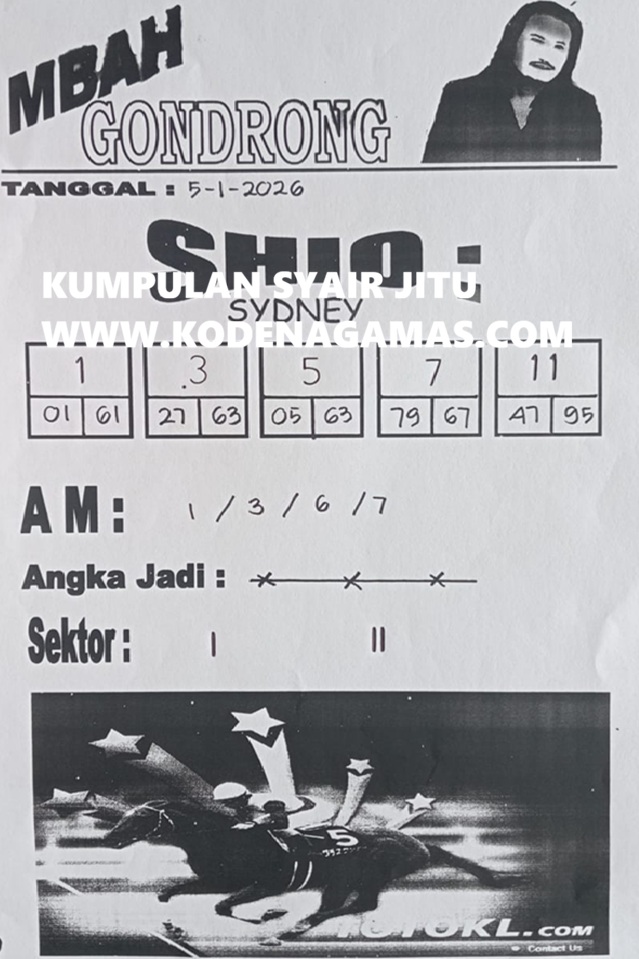 MBAH
GONDRONG
TANGGAL : 5-1-2026
SHIO :
KUMPULAN SYAIR JITU
SYDNEY
WWW.KODENAGAMAS.COM
1 3 5 7 11
01 61 27 63 05 63 79 67 47 95
AM : 1 / 3 / 6 / 7
Angka Jadi :
Sektor : I II
5
TOTOKL.COM
Contact Us